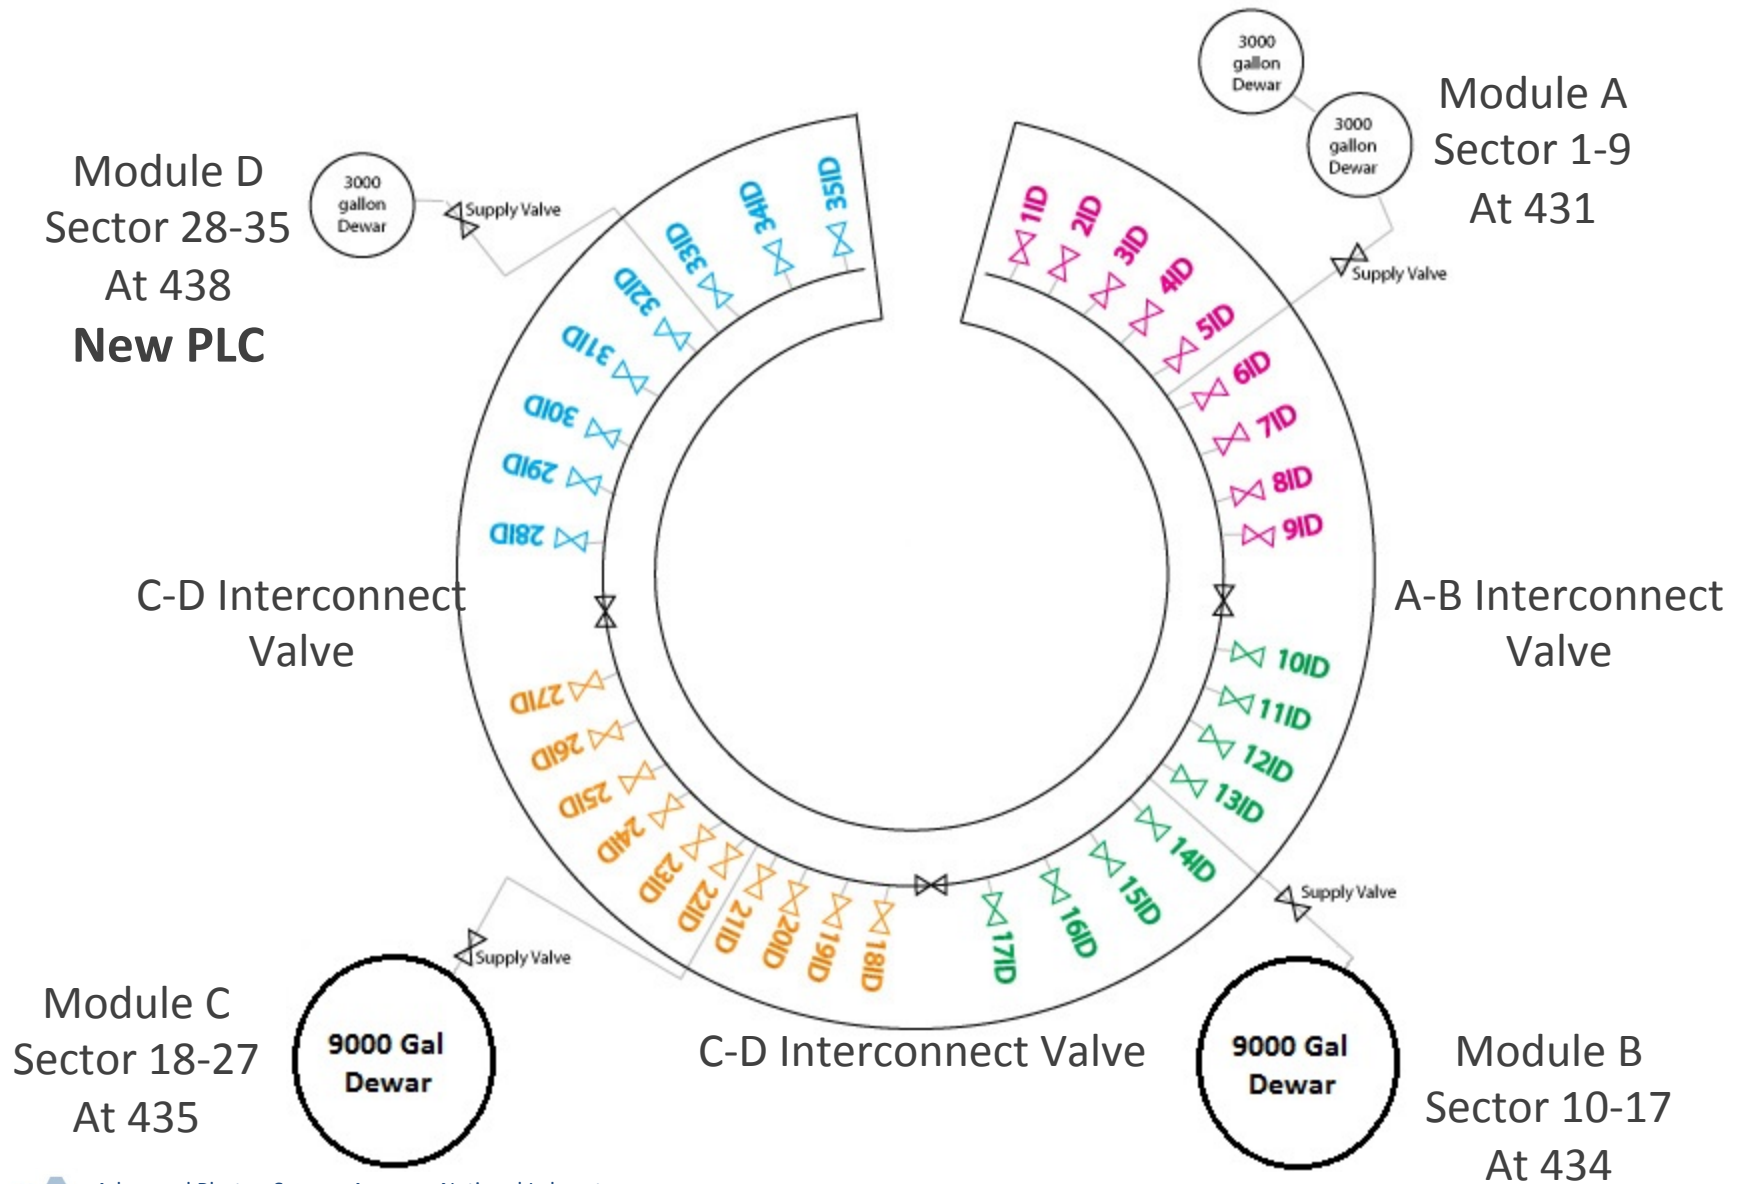 3000
gallon
Dewar
3000
gallon
Dewar
Module A
Sector 1-9
At 431
Supply Valve
Module D
Sector 28-35
At 438
New PLC
3000
gallon
Dewar
Supply Valve
1ID
2ID
3ID
4ID
5ID
6ID
7ID
8ID
9ID
A-B Interconnect
Valve
10ID
11ID
12ID
13ID
14ID
15ID
16ID
17ID
Supply Valve
9000 Gal
Dewar
Module B
Sector 10-17
At 434
C-D Interconnect Valve
18ID
19ID
20ID
21ID
22ID
23ID
24ID
25ID
26ID
27ID
Supply Valve
9000 Gal
Dewar
Module C
Sector 18-27
At 435
C-D Interconnect
Valve
28ID
29ID
30ID
31ID
32ID
33ID
34ID
35ID